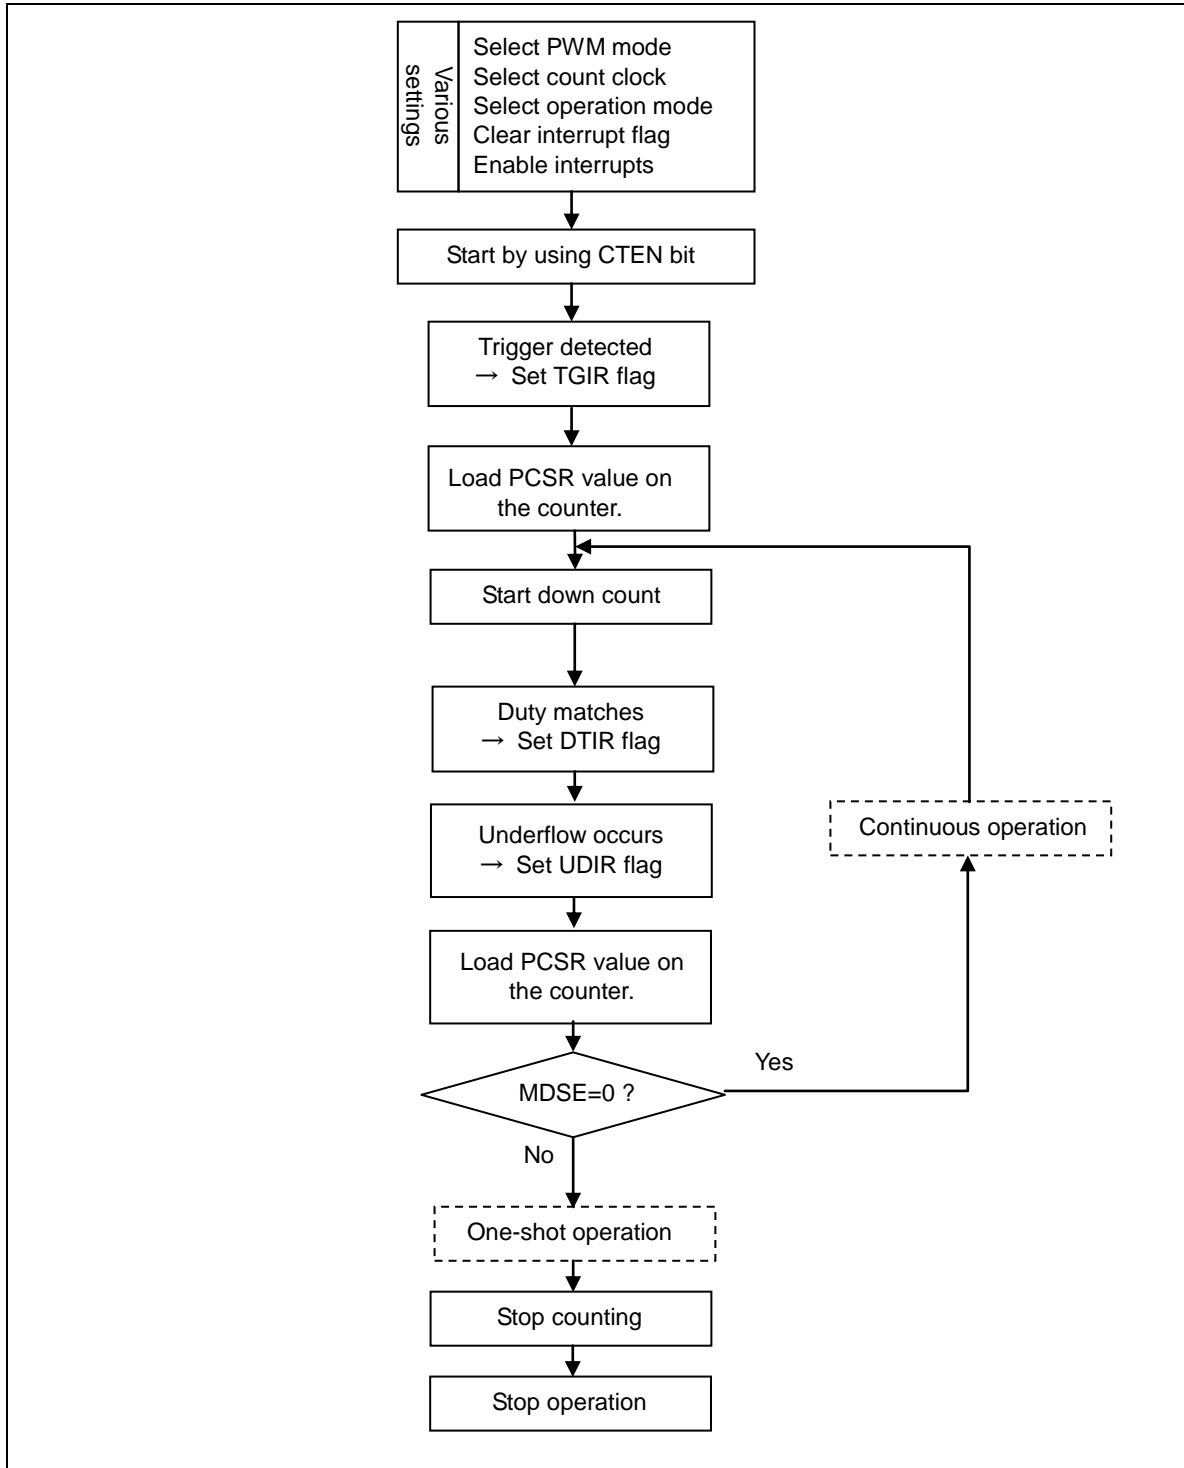 Various
settings
Select PWM mode
Select count clock
Select operation mode
Clear interrupt flag
Enable interrupts
Start by using CTEN bit
Trigger detected
→ Set TGIR flag
Load PCSR value on
the counter.
Start down count
Duty matches
→ Set DTIR flag
Underflow occurs
→ Set UDIR flag
Continuous operation
Load PCSR value on
the counter.
Yes
MDSE=0 ?
No
One-shot operation
Stop counting
Stop operation